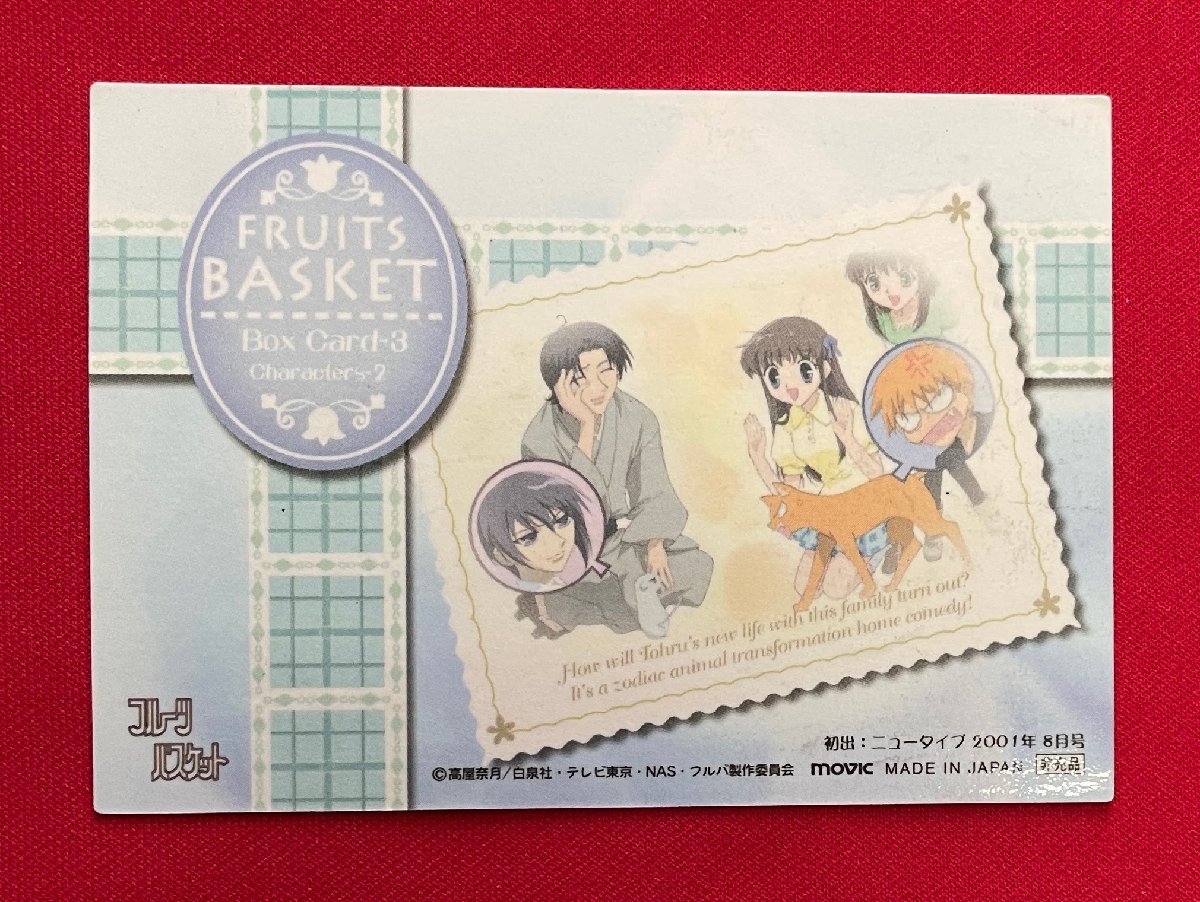 FRUITS
BASKET
Box Card-3
Characters-2
How will Tohru's new life with this family turn out?
It's a zodiac animal transformation home comedy!
フルーツ
バスケット
初出：ニュータイプ 2001年 8月号
©高屋奈月/白泉社・テレビ東京・NAS・フルバ製作委員会 movic MADE IN JAPAN 非売品